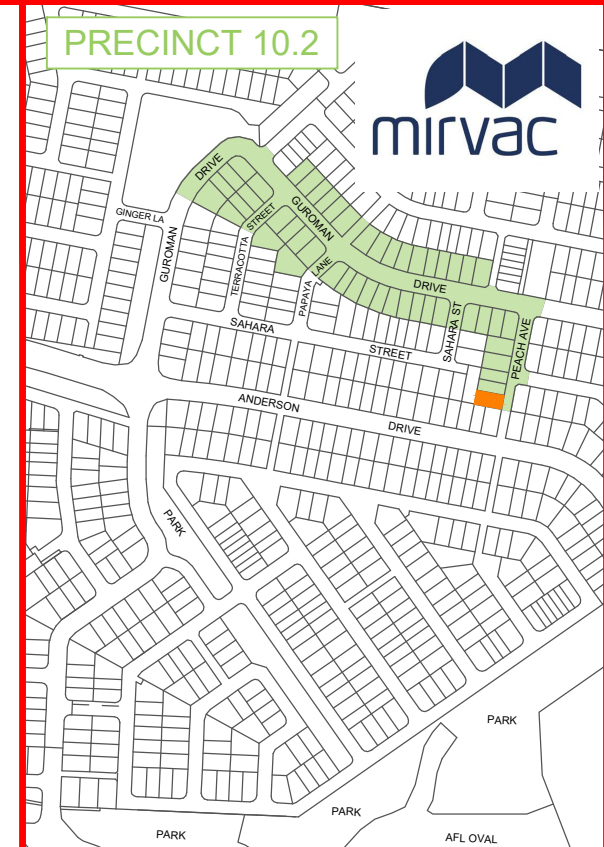 PRECINCT 10.2
mirvac
DRIVE
GUROMAN
STREET
GINGER LA
GUROMAN
TERRACOTTA
PAPAYA
LANE
DRIVE
SAHARA
STREET
SAHARA ST
PEACH AVE
ANDERSON
DRIVE
PARK
PARK
PARK
PARK
AFL OVAL